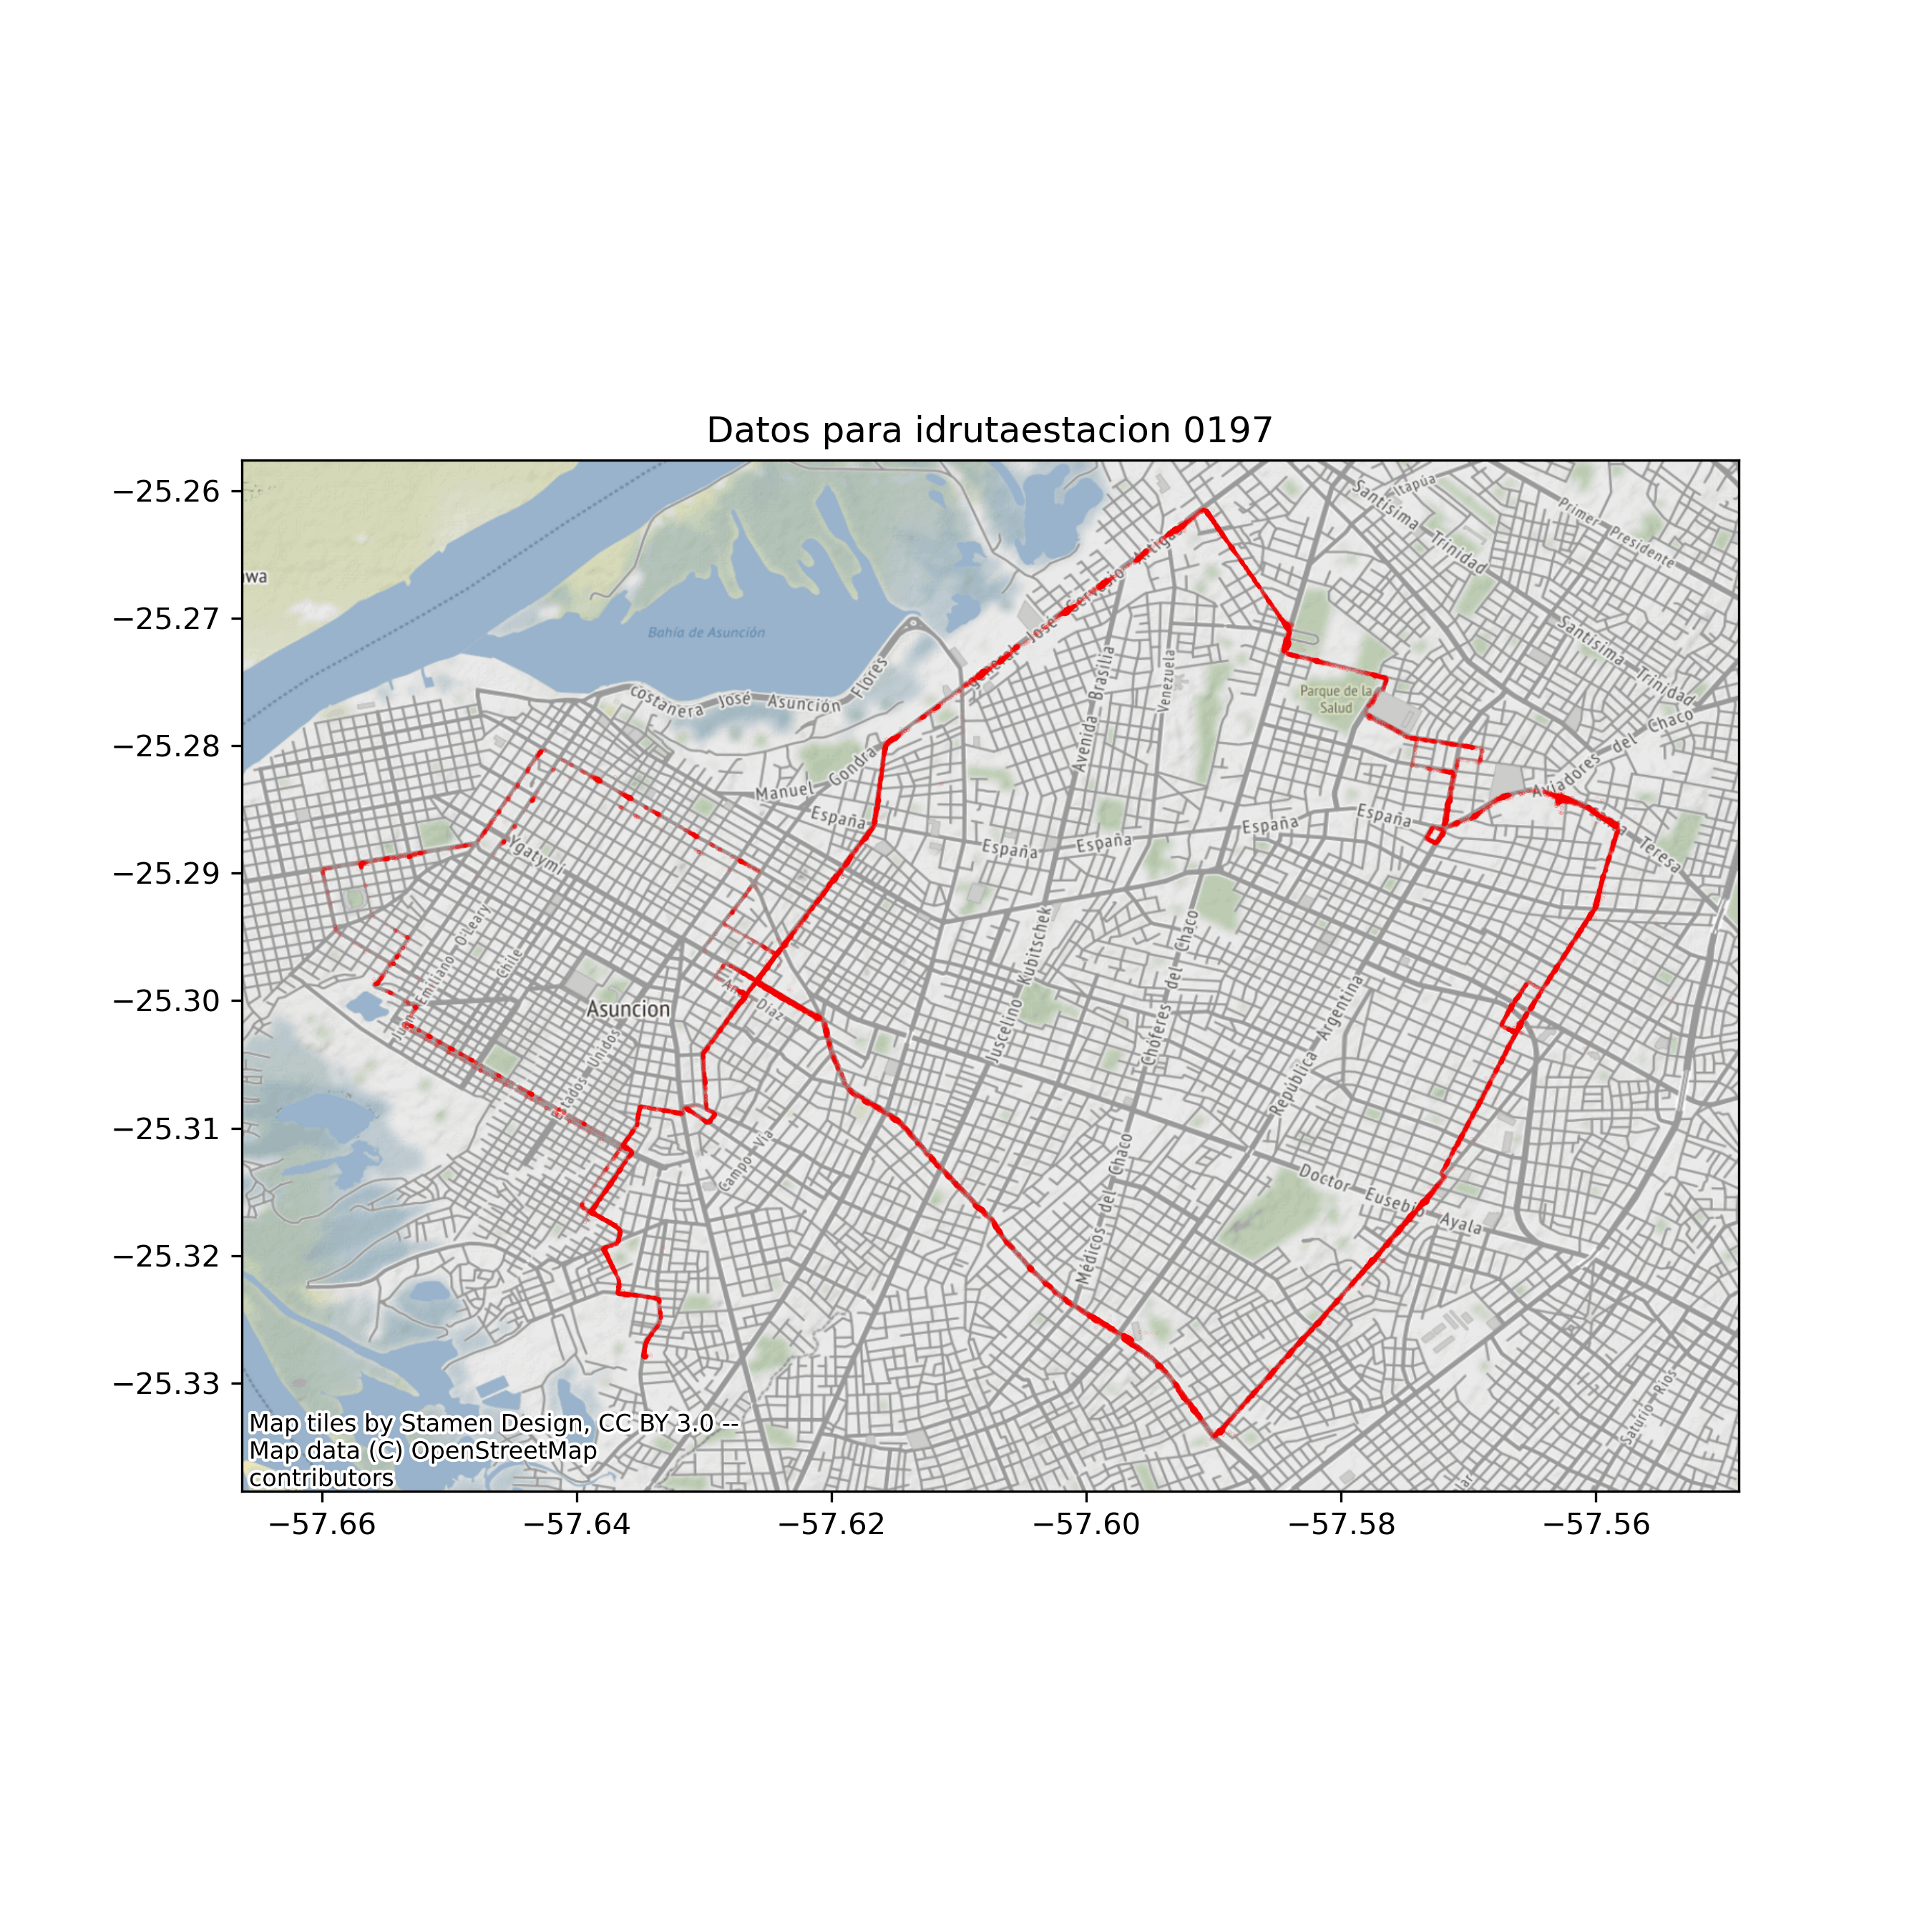 Datos para idrutaestacion 0197
−25.26
−25.27
−25.28
−25.29
−25.30
−25.31
−25.32
−25.33
Santísima Trinidad
Itapúa
Primer Presidente
Santísima Trinidad
wa
Bahía de Asunción
General José Gervasio Artigas
Avenida Brasilia
Venezuela
Parque de la
Salud
costanera José Asunción Flores
Manuel Gondra
España
España
España
España
España
Aviadores del Chaco
Teresa
Ygatymi
O'Leary
Emiliano
Chile
Asuncion
Estados Unidos
Díaz
Campo Vía
Juscelino Kubitschek
Chóferes del Chaco
República Argentina
Médicos del Chaco
Doctor Eusebio Ayala
Saturio Ríos
Map tiles by Stamen Design, CC BY 3.0 --
Map data (C) OpenStreetMap
contributors
−57.66
−57.64
−57.62
−57.60
−57.58
−57.56